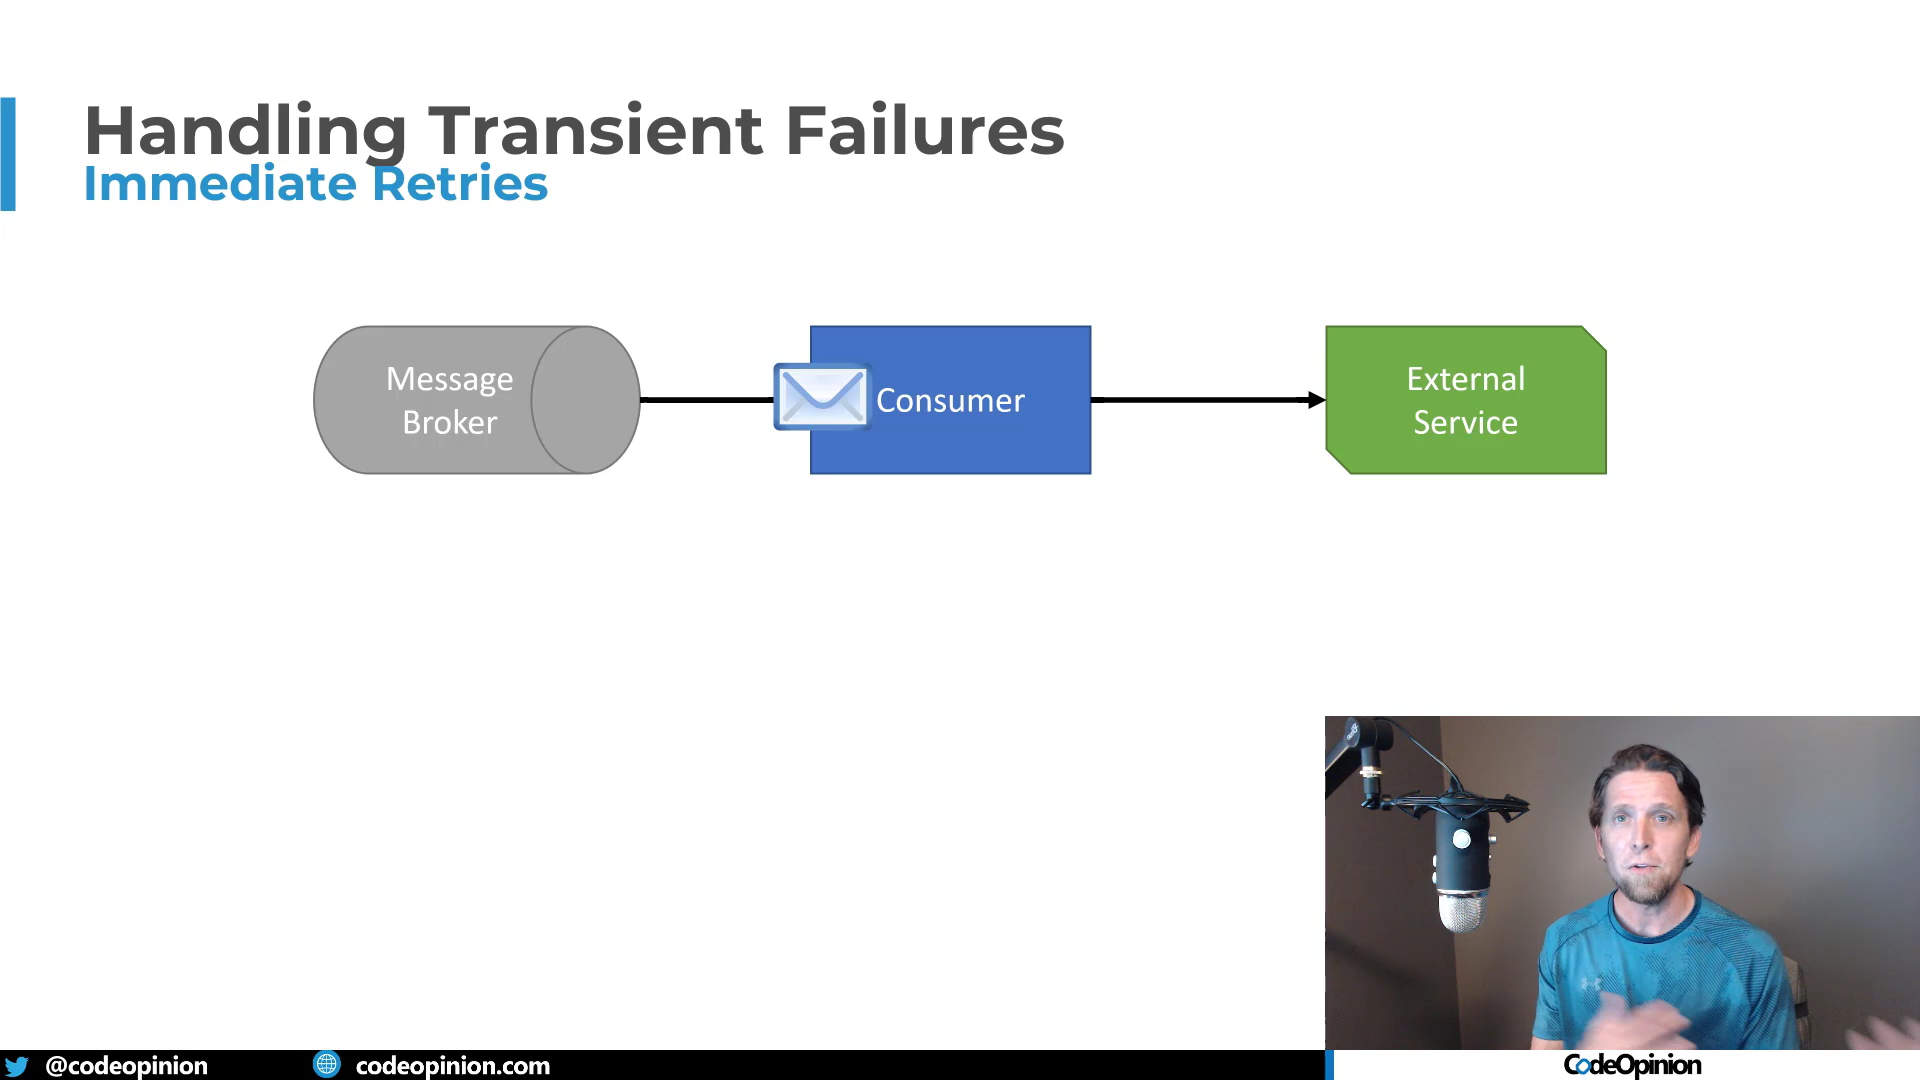 Handling Transient Failures
Immediate Retries
Message
Broker
Consumer
External
Service
@codeopinion
codeopinion.com
CodeOpinion